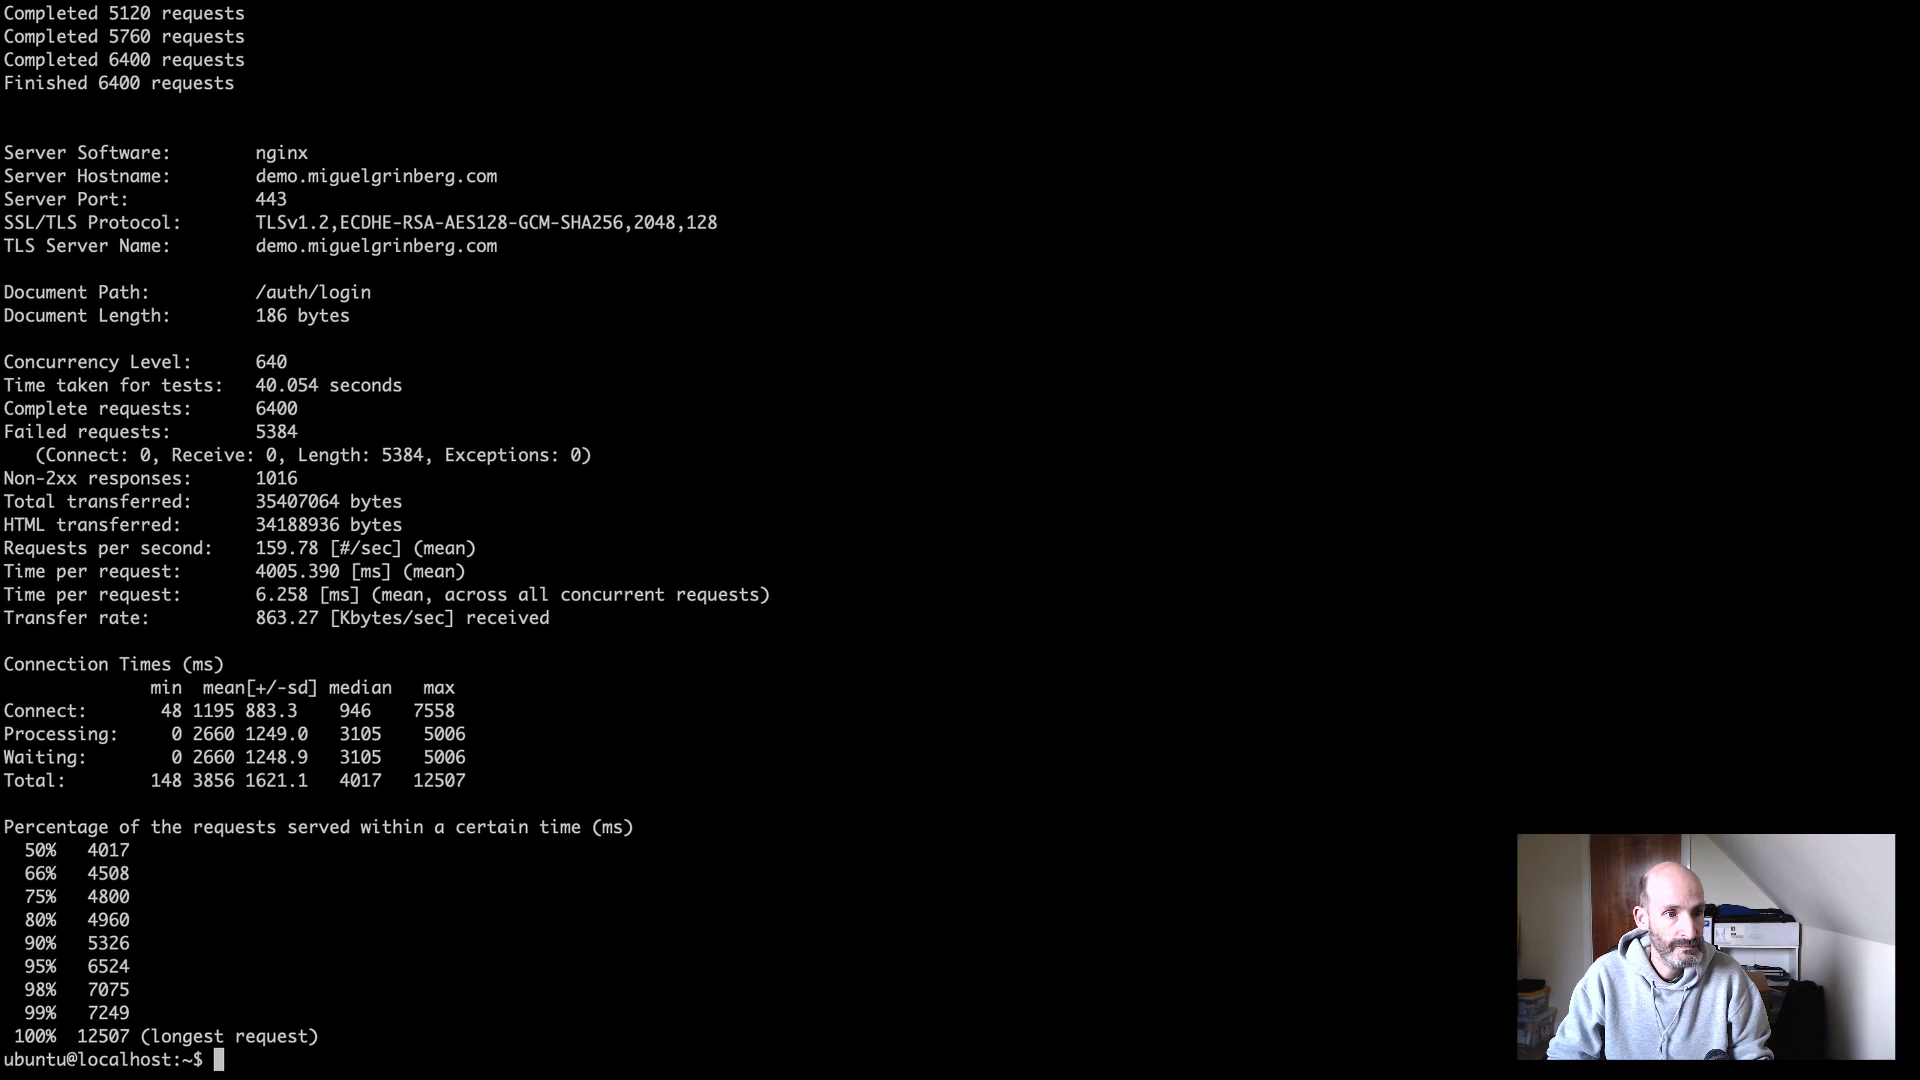 Completed 5120 requests
Completed 5760 requests
Completed 6400 requests
Finished 6400 requests
Server Software: nginx
Server Hostname: demo.miguelgrinberg.com
Server Port: 443
SSL/TLS Protocol: TLSv1.2,ECDHE-RSA-AES128-GCM-SHA256,2048,128
TLS Server Name: demo.miguelgrinberg.com
Document Path: /auth/login
Document Length: 186 bytes
Concurrency Level: 640
Time taken for tests: 40.054 seconds
Complete requests: 6400
Failed requests: 5384
(Connect: 0, Receive: 0, Length: 5384, Exceptions: 0)
Non-2xx responses: 1016
Total transferred: 35407064 bytes
HTML transferred: 34188936 bytes
Requests per second: 159.78 [#/sec] (mean)
Time per request: 4005.390 [ms] (mean)
Time per request: 6.258 [ms] (mean, across all concurrent requests)
Transfer rate: 863.27 [Kbytes/sec] received
Connection Times (ms)
min mean[+/-sd] median max
Connect: 48 1195 883.3 946 7558
Processing: 0 2660 1249.0 3105 5006
Waiting: 0 2660 1248.9 3105 5006
Total: 148 3856 1621.1 4017 12507
Percentage of the requests served within a certain time (ms)
50% 4017
66% 4508
75% 4800
80% 4960
90% 5326
95% 6524
98% 7075
99% 7249
100% 12507 (longest request)
ubuntu@localhost:~$